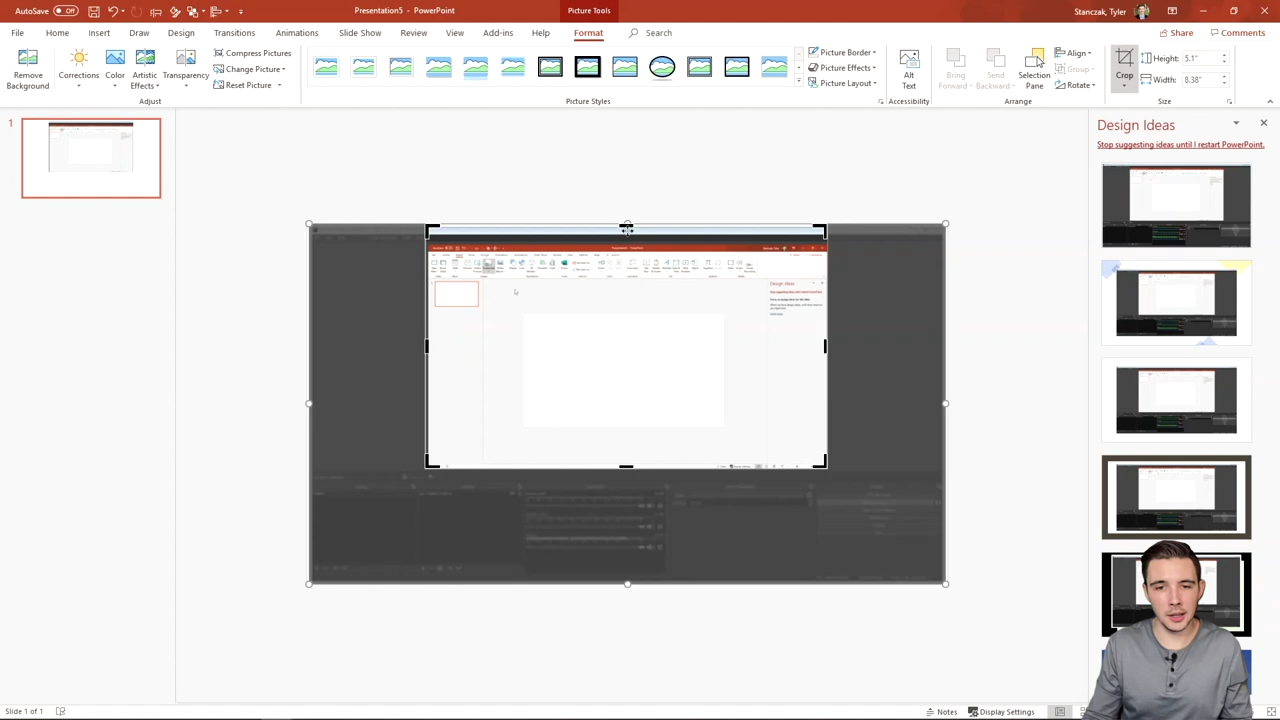 AutoSave Off
Presentation5 - PowerPoint
Picture Tools
Stanczak, Tyler
File Home Insert Draw Design Transitions Animations Slide Show Review View Add-ins Help Format Search
Share Comments
Remove Background
Corrections
Color
Artistic Effects
Transparency
Compress Pictures
Change Picture
Reset Picture
Picture Border
Picture Effects
Picture Layout
Alt Text
Bring Forward
Send Backward
Selection Pane
Align
Group
Rotate
Crop
Height: 5.1"
Width: 8.38"
Adjust
Picture Styles
Accessibility
Arrange
Size
1
Design Ideas
Stop suggesting ideas until I restart PowerPoint.
Design Ideas
Slide 1 of 1
Notes
Display Settings